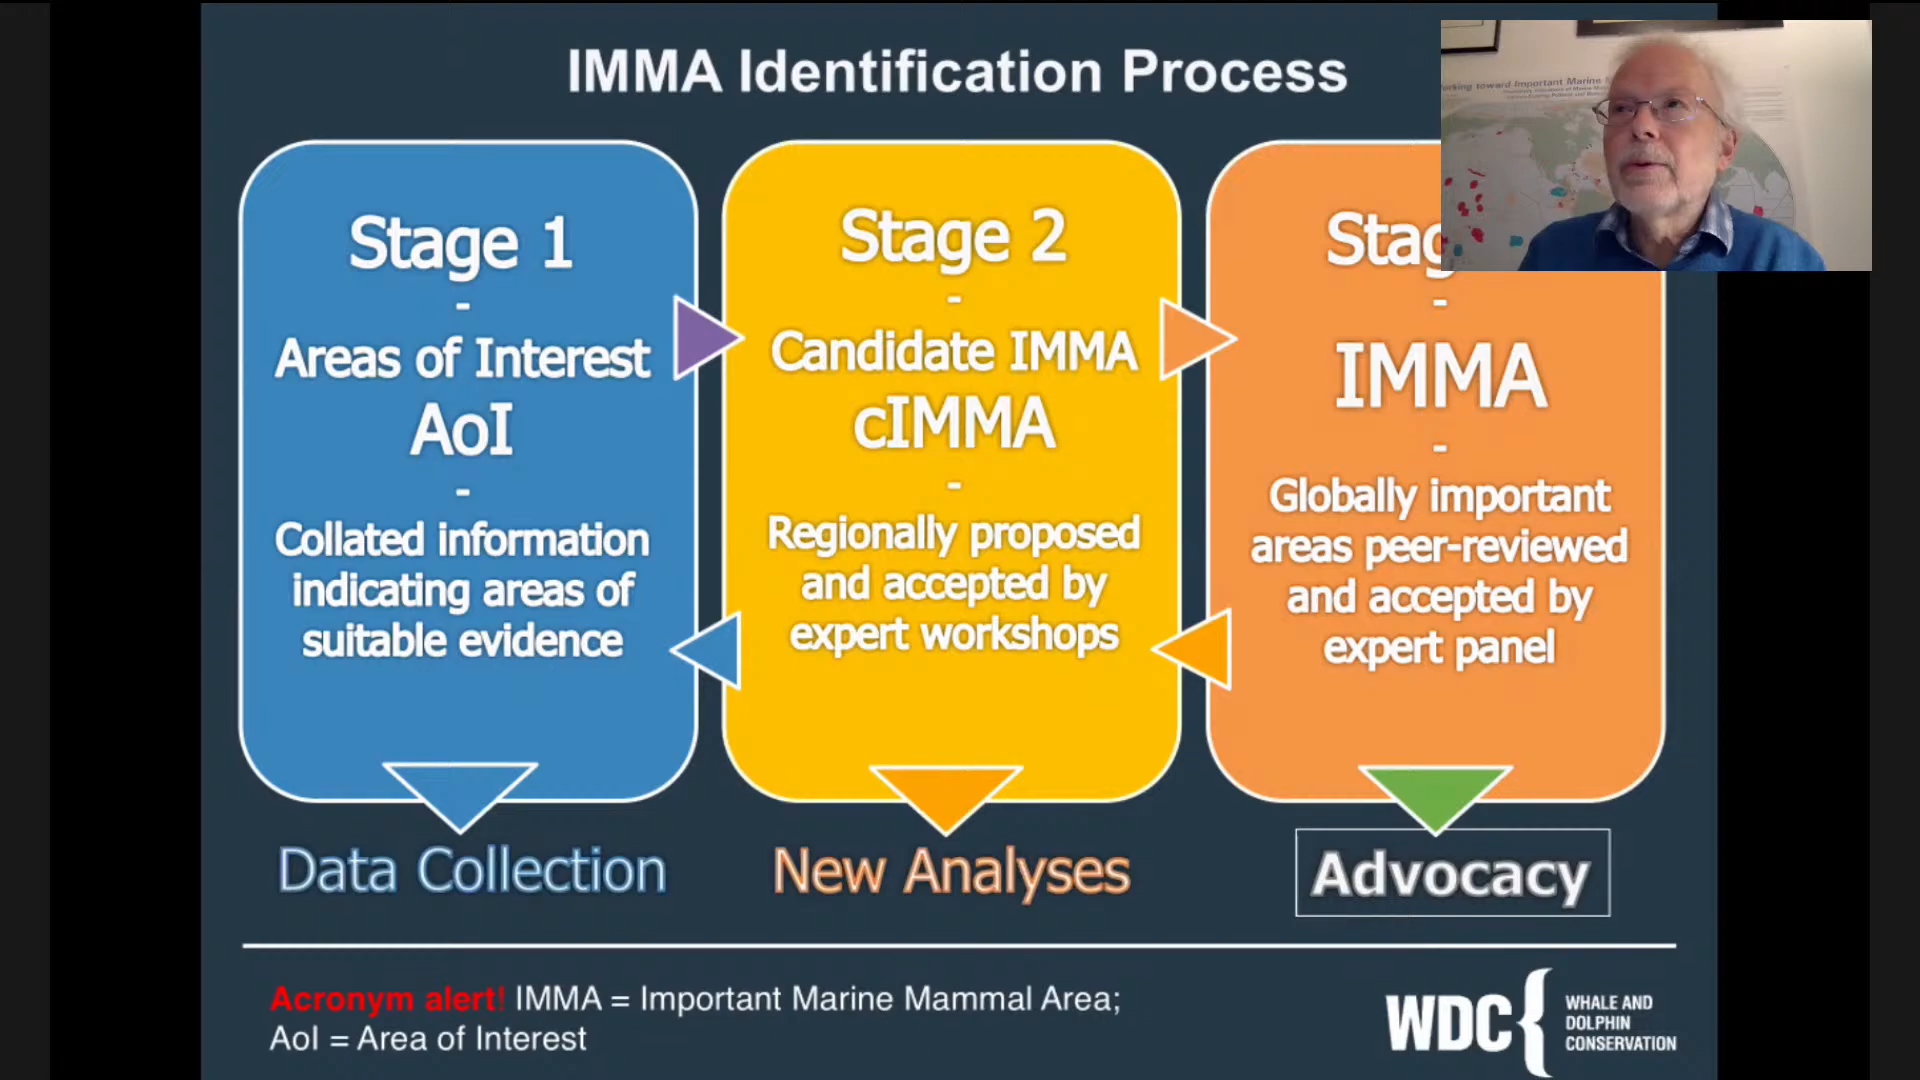 IMMA Identification Process
Stage 1
-
Areas of Interest
AoI
-
Collated information
indicating areas of
suitable evidence
Data Collection
Stage 2
-
Candidate IMMA
cIMMA
-
Regionally proposed
and accepted by
expert workshops
New Analyses
Stag
-
IMMA
-
Globally important
areas peer-reviewed
and accepted by
expert panel
Advocacy
toward Important Marine
Acronym alert! IMMA = Important Marine Mammal Area;
AoI = Area of Interest
WDC
WHALE AND
DOLPHIN
CONSERVATION